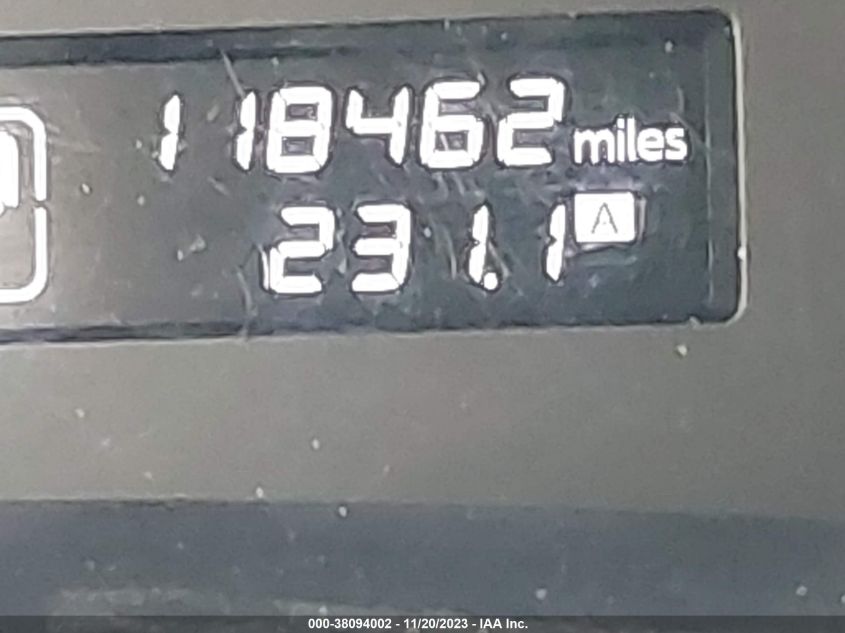 118462 miles
231.1 A
000-38094002 - 11/20/2023 - IAA Inc.